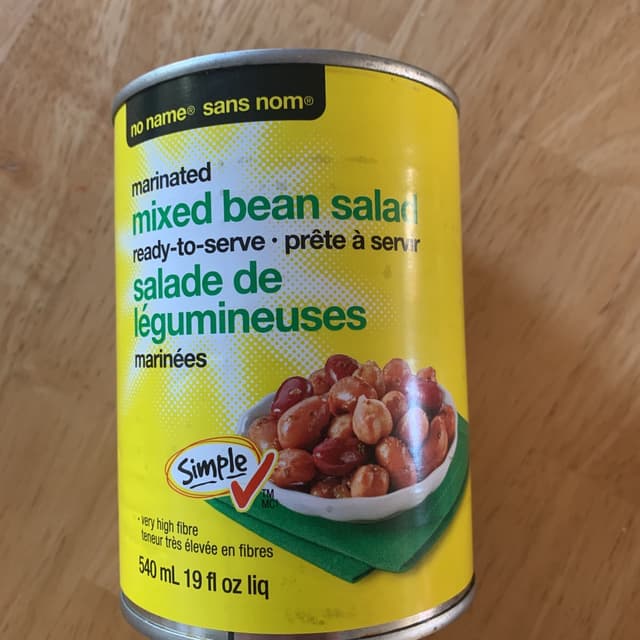 no name® sans nom®
marinated
mixed bean salad
ready-to-serve · prête à servir
salade de
légumineuses
marinées
Simple
TM
MC
· very high fibre
teneur très élevée en fibres
540 mL 19 fl oz liq